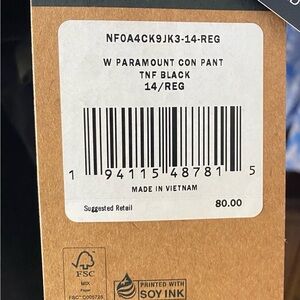 NF0A4CK9JK3-14-REG
W PARAMOUNT CON PANT
TNF BLACK
14/REG
1 94115 48781 5
MADE IN VIETNAM
Suggested Retail 80.00
FSC
MIX
Paper
PRINTED WITH
SOY INK